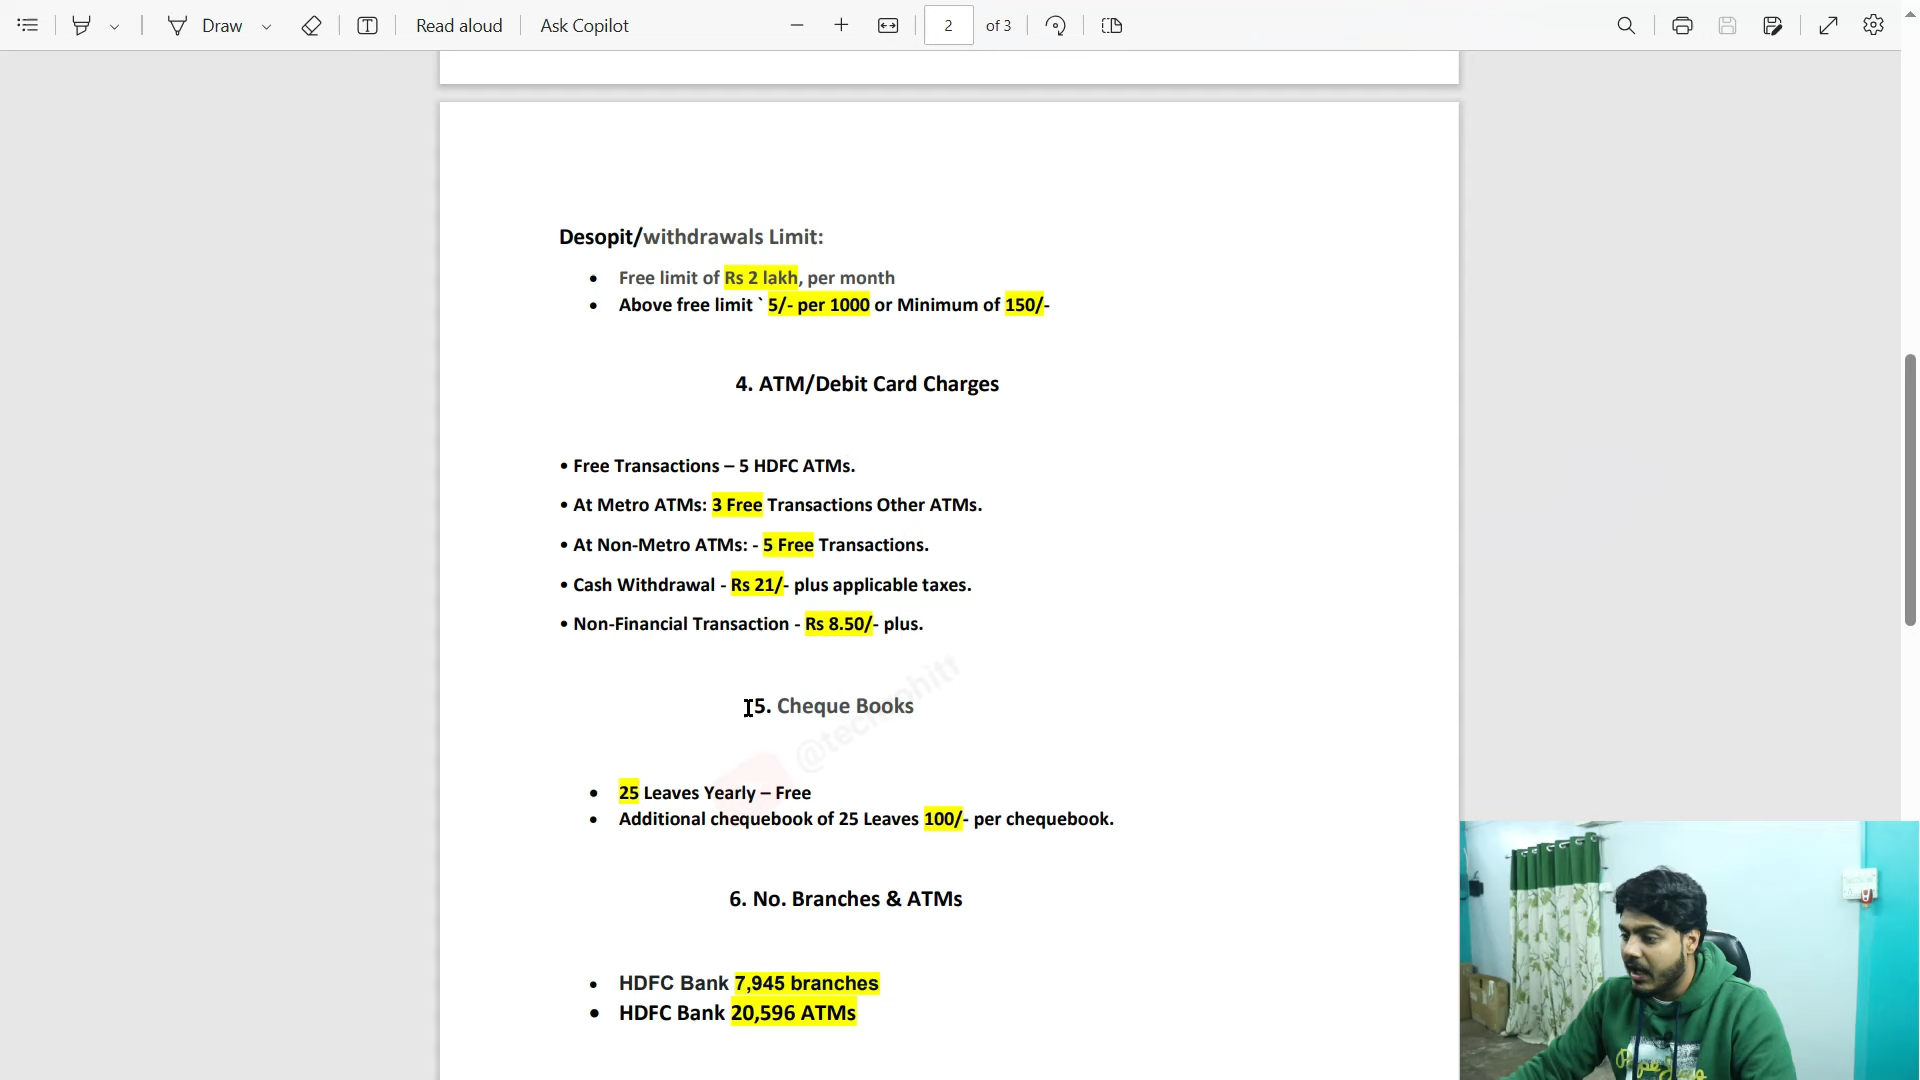 Draw
Read aloud
Ask Copilot
2
of 3
Desopit/withdrawals Limit:
• Free limit of Rs 2 lakh, per month
• Above free limit ` 5/- per 1000 or Minimum of 150/-
4. ATM/Debit Card Charges
• Free Transactions – 5 HDFC ATMs.
• At Metro ATMs: 3 Free Transactions Other ATMs.
• At Non-Metro ATMs: - 5 Free Transactions.
• Cash Withdrawal - Rs 21/- plus applicable taxes.
• Non-Financial Transaction - Rs 8.50/- plus.
5. Cheque Books
• 25 Leaves Yearly – Free
• Additional chequebook of 25 Leaves 100/- per chequebook.
6. No. Branches & ATMs
• HDFC Bank 7,945 branches
• HDFC Bank 20,596 ATMs